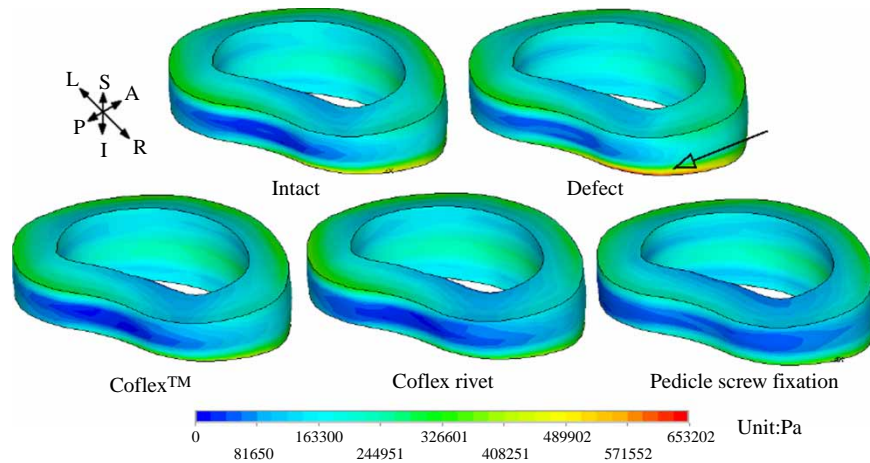 L
S
A
P
I
R
Intact
Defect
Coflex™
Coflex rivet
Pedicle screw fixation
0 163300 326601 489902 653202
81650 244951 408251 571552
Unit:Pa